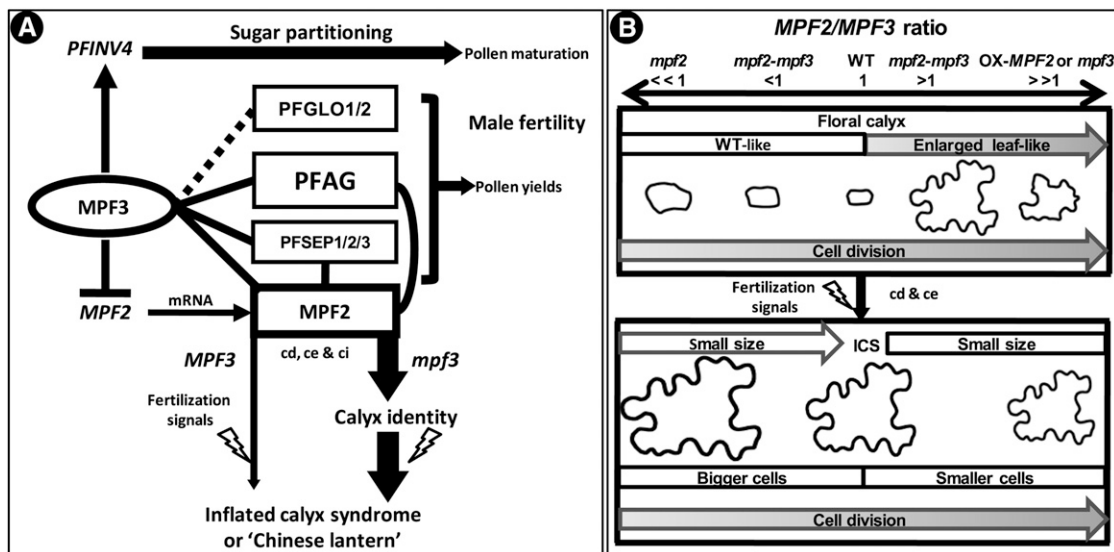 A
PFINV4
Sugar partitioning
Pollen maturation
PFGLO1/2
Male fertility
PFAG
MPF3
Pollen yields
PFSEP1/2/3
MPF2
mRNA
MPF2
MPF3
cd, ce & ci
mpf3
Fertilization
signals
Calyx identity
Inflated calyx syndrome
or ‘Chinese lantern’
B
MPF2/MPF3 ratio
mpf2 mpf2-mpf3 WT mpf2-mpf3 OX-MPF2 or mpf3
<<1 <1 1 >1 >>1
Floral calyx
WT-like Enlarged leaf-like
Cell division
Fertilization
signals
cd & ce
Small size ICS Small size
Bigger cells Smaller cells
Cell division